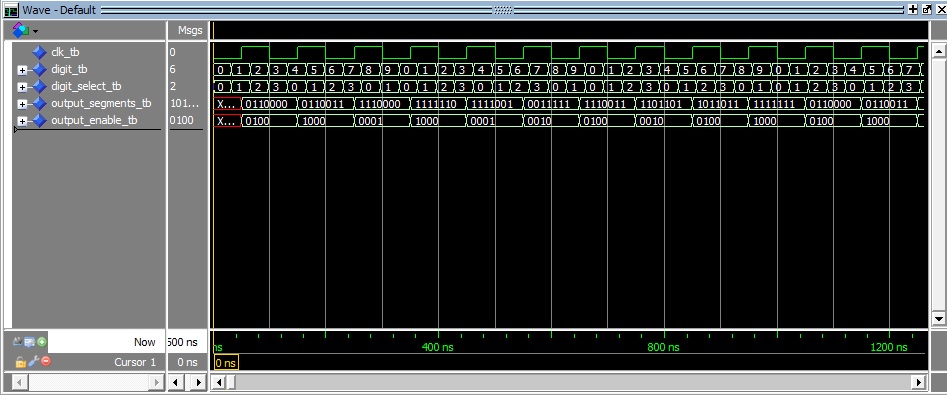 Wave - Default
Msgs
clk_tb 0
digit_tb 6 0 1 2 3 4 5 6 7 8 9 0 1 2 3 4 5 6 7 8 9 0 1 2 3 4 5 6 7 8 9 0 1 2 3 4 5 6 7
digit_select_tb 2 0 1 2 3 0 1 2 3 0 1 0 1 2 3 0 1 2 3 0 1 0 1 2 3 0 1 2 3 0 1 0 1 2 3 0 1 2 3
output_segments_tb 101... X... 0110000 0110011 1110000 1111110 1111001 0011111 1110011 1101101 1011011 1111111 0110000 0110011
output_enable_tb 0100 X... 0100 1000 0001 1000 0001 0010 0100 0010 0100 1000 0100 1000
Now 500 ns ns 400 ns 800 ns 1200 ns
Cursor 1 0 ns 0 ns